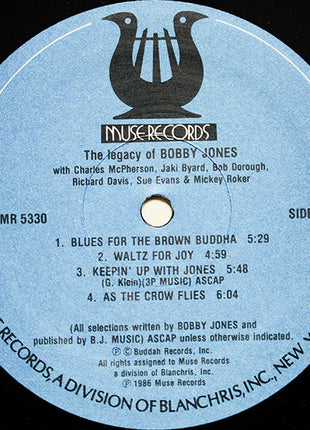 MUSE·RECORDS
The legacy of BOBBY JONES
with Charles McPherson, Jaki Byard, Bob Dorough,
Richard Davis, Sue Evans & Mickey Roker
MR 5330
SIDE
1. BLUES FOR THE BROWN BUDDHA 5:29
2. WALTZ FOR JOY 4:59
3. KEEPIN' UP WITH JONES 5:48
(G. Klein)(3P MUSIC) ASCAP
4. AS THE CROW FLIES 6:04
(All selections written by BOBBY JONES and
published by B.J. MUSIC) ASCAP unless otherwise indicated.
Ⓟ © Buddah Records, Inc.
All rights assigned to Muse Records
a division of Blanchris, Inc.
Ⓟ 1986 Muse Records
RECORDS, A DIVISION OF BLANCHRIS, INC., NEW